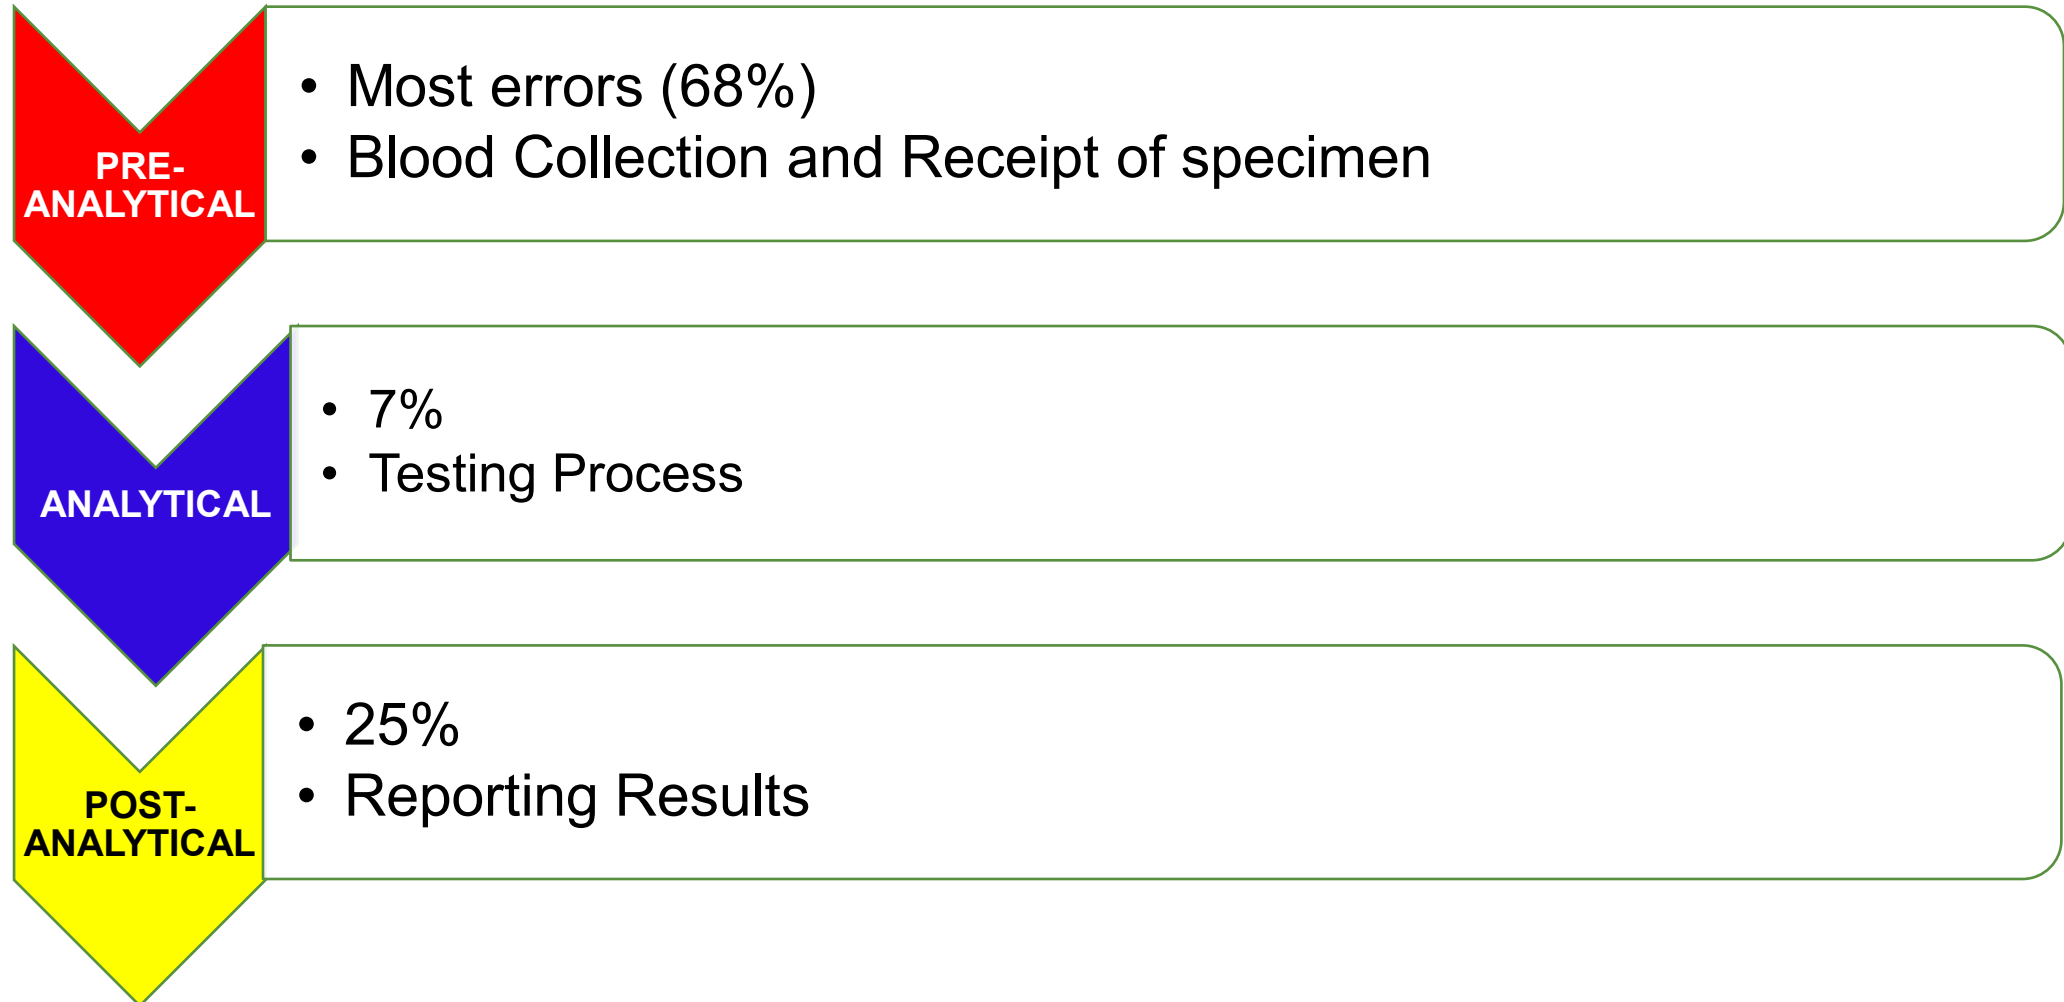 PRE-
ANALYTICAL
• Most errors (68%)
• Blood Collection and Receipt of specimen
ANALYTICAL
• 7%
• Testing Process
POST-
ANALYTICAL
• 25%
• Reporting Results